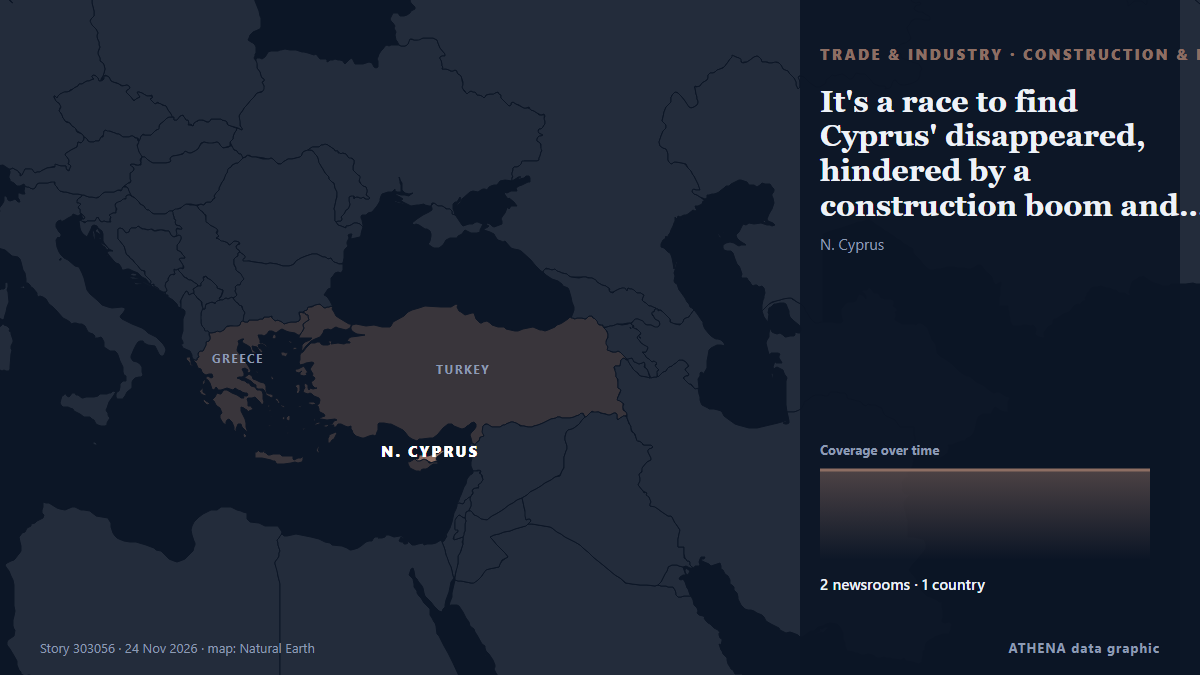 TRADE & INDUSTRY · CONSTRUCTION &
It's a race to find
Cyprus' disappeared,
hindered by a
construction boom and...
N. Cyprus
GREECE
TURKEY
N. CYPRUS
Coverage over time
2 newsrooms · 1 country
Story 303056 · 24 Nov 2026 · map: Natural Earth
ATHENA data graphic